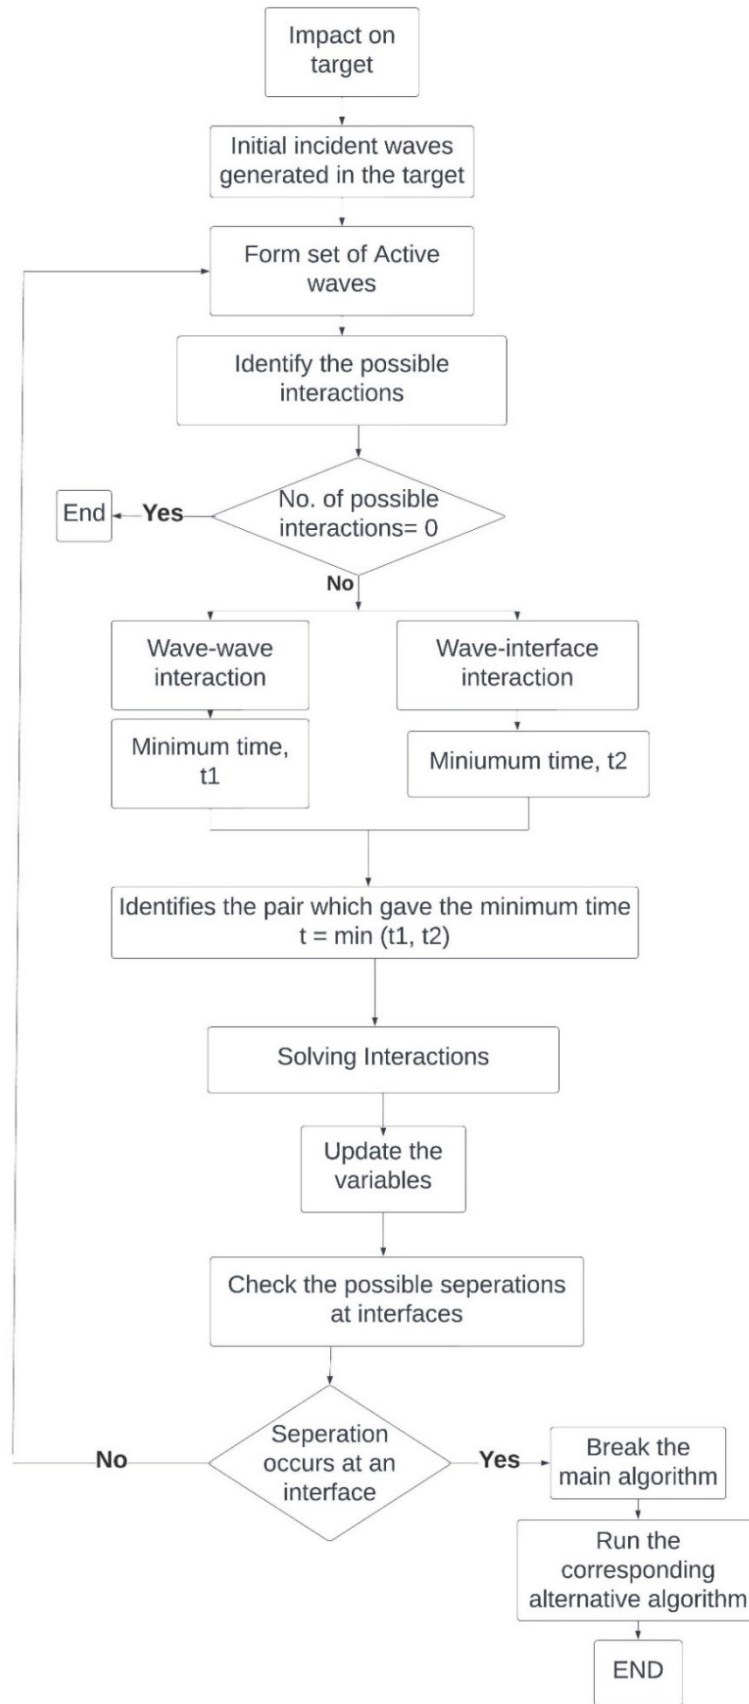 Impact on
target
Initial incident waves
generated in the target
Form set of Active
waves
Identify the possible
interactions
No. of possible
interactions= 0
End
Yes
No
Wave-wave
interaction
Wave-interface
interaction
Minimum time,
t1
Miniumum time, t2
Identifies the pair which gave the minimum time
t = min (t1, t2)
Solving Interactions
Update the
variables
Check the possible seperations
at interfaces
Seperation
occurs at an
interface
No
Yes
Break the
main algorithm
Run the
corresponding
alternative algorithm
END